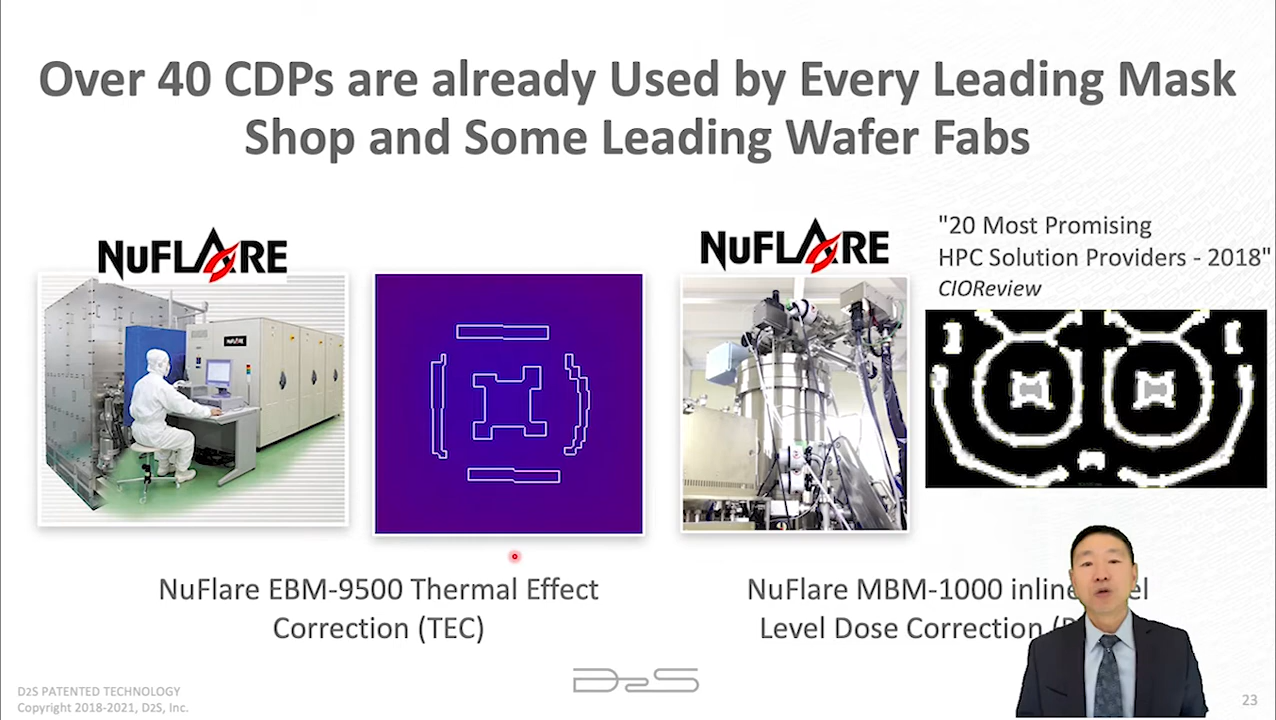 Over 40 CDPs are already Used by Every Leading Mask
Shop and Some Leading Wafer Fabs
NUFLARE
NUFLARE
"20 Most Promising
HPC Solution Providers - 2018"
CIOReview
NUFLARE
NuFlare EBM-9500 Thermal Effect
Correction (TEC)
NuFlare MBM-1000 inline
Level Dose Correction
D2S
D2S PATENTED TECHNOLOGY
Copyright 2018-2021, D2S, Inc.
23